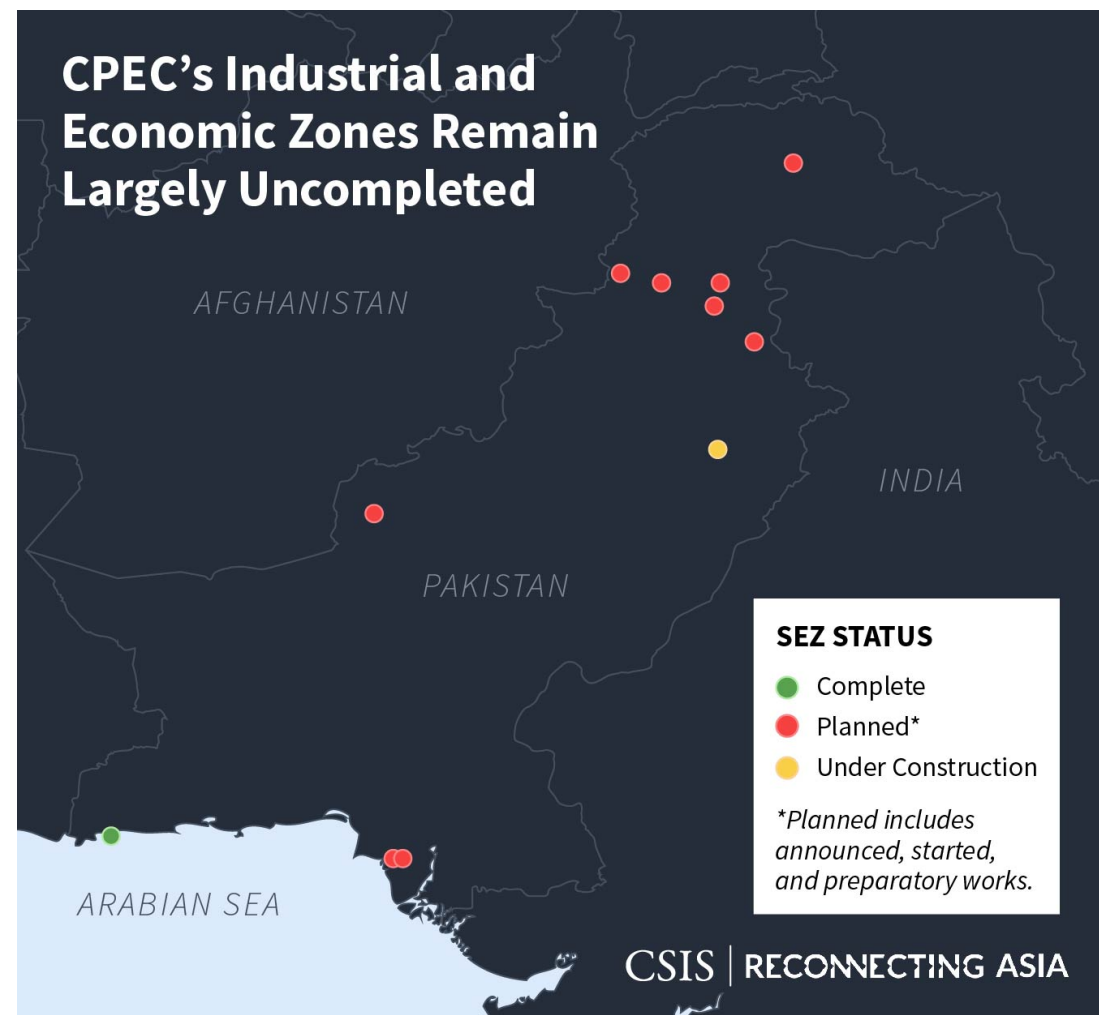 CPEC’s Industrial and
Economic Zones Remain
Largely Uncompleted
AFGHANISTAN
INDIA
PAKISTAN
SEZ STATUS
Complete
Planned*
Under Construction
*Planned includes
announced, started,
and preparatory works.
ARABIAN SEA
CSIS | RECONNECTING ASIA